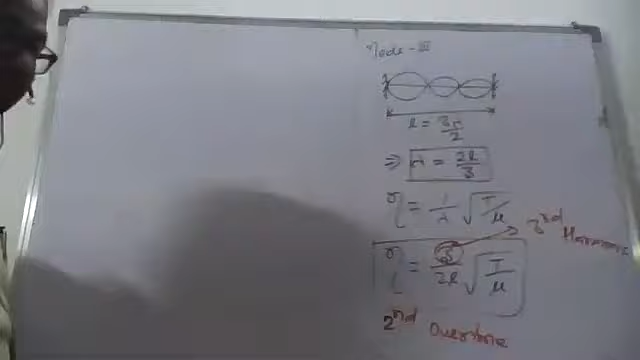 Mode - III
l = 3λ/2
⇒ λ = 2l/3
η = 1/λ √T/μ
3rd Harmonic
η = 3/2l √T/μ
2nd Overtone